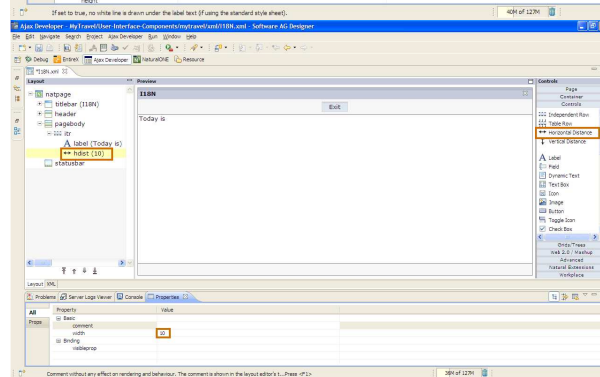 Height.
If set to true, no white line is drawn under the label text (if using the standard style sheet).
40M of 127M
Ajax Developer - MyTravel/User-Interface-Components/mytravel/xml/I18N.xml - Software AG Designer
File Edit Navigate Search Project Ajax Developer Run Window Help
Debug EntireX Ajax Developer NaturalONE Resource
*I18N.xml
Layout Preview Controls
natpage
titlebar (I18N)
header
pagebody
itr
label (Today is)
hdist (10)
statusbar
I18N
Exit
Today is
Page
Container
Controls
Independent Row
Table Row
Horizontal Distance
Vertical Distance
Label
Field
Dynamic Text
Text Box
Icon
Image
Button
Toggle Icon
Check Box
Grids/Trees
Web 2.0 / Mashup
Advanced
Natural Extensions
Workplace
Layout XML
Problems Server Logs Viewer Console Properties
All
Props
Property Value
Basic
comment
width 10
Binding
visibleprop
Comment without any effect on rendering and behaviour. The comment is shown in the layout editor's t...Press <F1>
36M of 127M